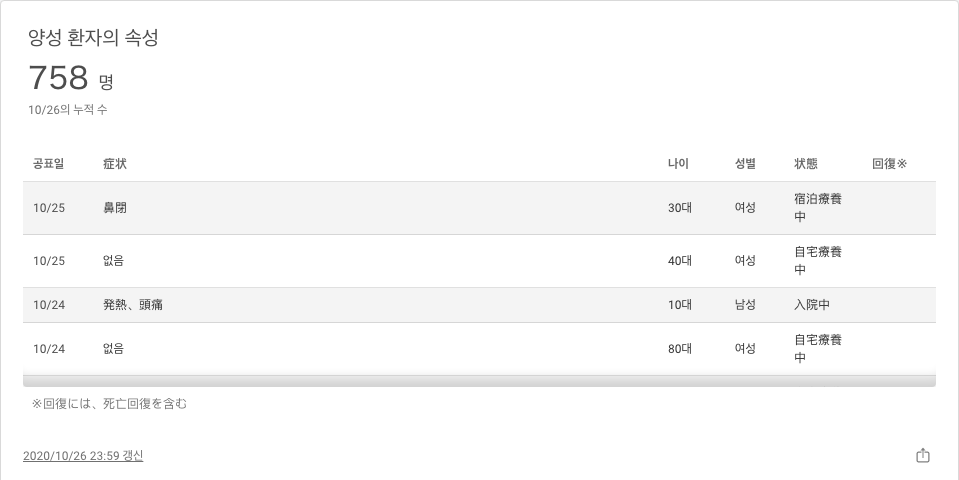 양성 환자의 속성
758 명
10/26의 누적 수
공표일 症状 나이 성별 状態 回復※
10/25 鼻閉 30대 여성 宿泊療養
中
10/25 없음 40대 여성 自宅療養
中
10/24 発熱、頭痛 10대 남성 入院中
10/24 없음 80대 여성 自宅療養
中
※回復には、死亡回復を含む
2020/10/26 23:59 갱신